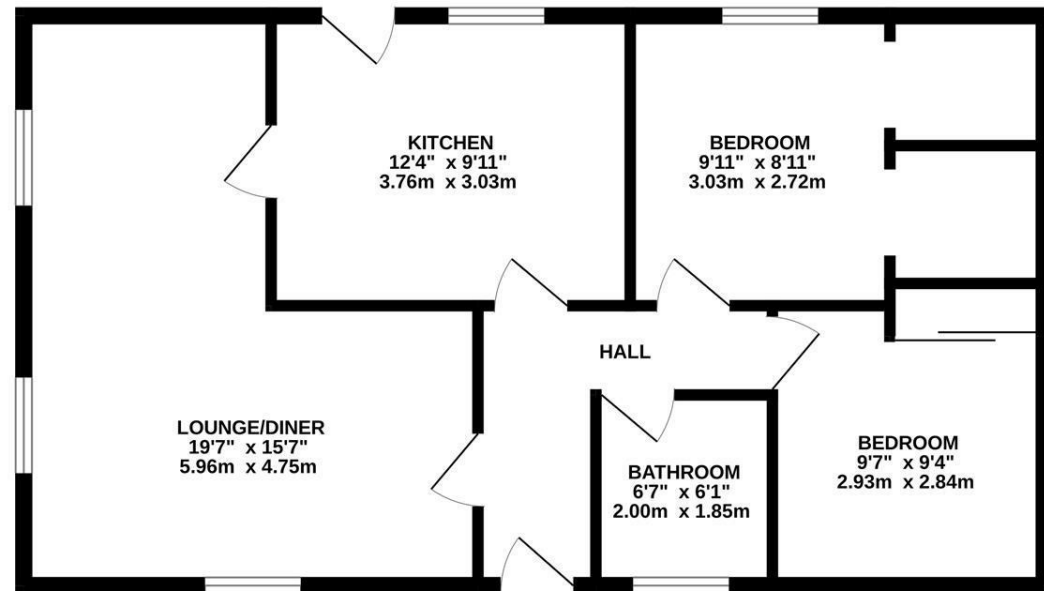 KITCHEN
12'4" x 9'11"
3.76m x 3.03m
BEDROOM
9'11" x 8'11"
3.03m x 2.72m
HALL
LOUNGE/DINER
19'7" x 15'7"
5.96m x 4.75m
BATHROOM
6'7" x 6'1"
2.00m x 1.85m
BEDROOM
9'7" x 9'4"
2.93m x 2.84m